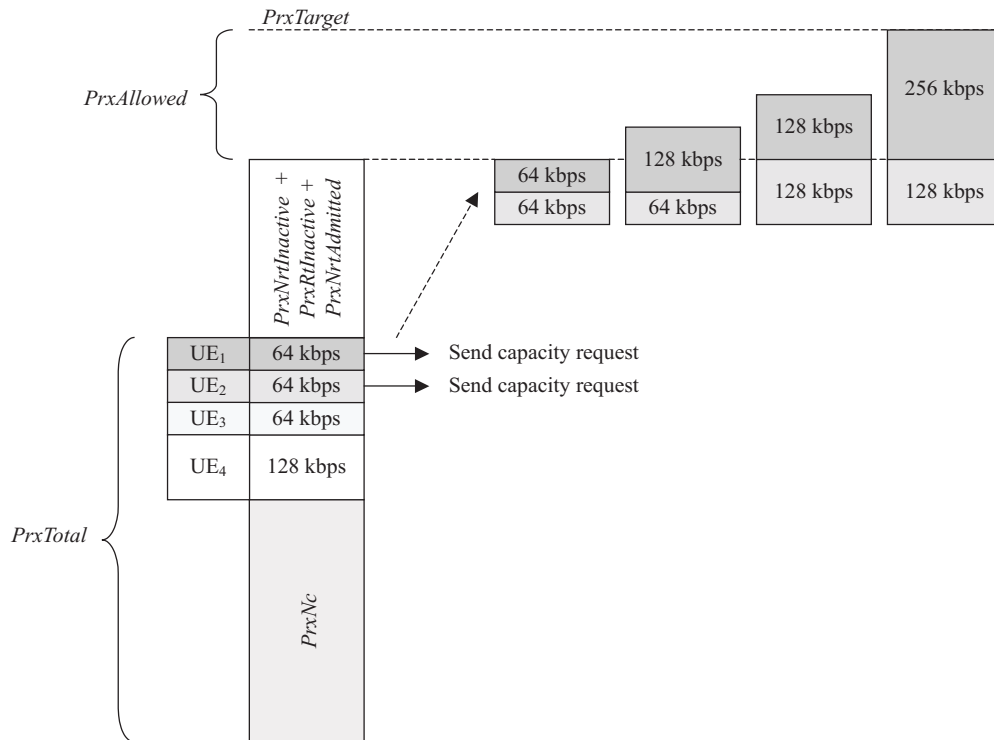 PrxTarget
PrxAllowed
256 kbps
128 kbps
128 kbps
64 kbps
64 kbps
64 kbps
128 kbps
128 kbps
PrxNrtInactive +
PrxRtInactive +
PrxNrtAdmitted
UE₁ 64 kbps Send capacity request
UE₂ 64 kbps Send capacity request
UE₃ 64 kbps
UE₄ 128 kbps
PrxTotal
PrxNc